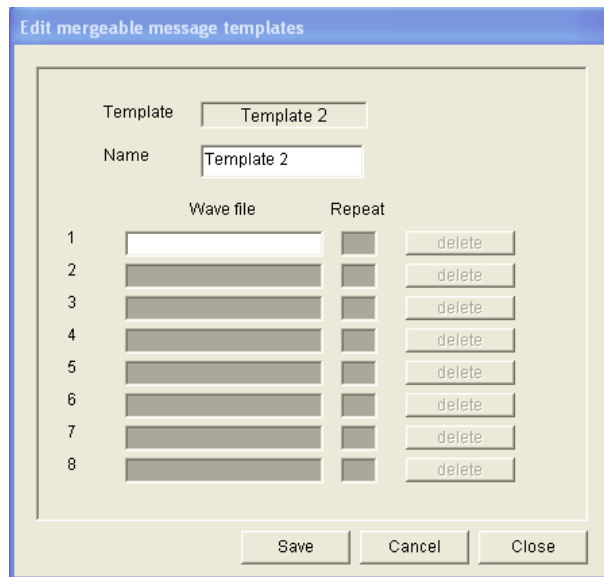 Edit mergeable message templates
Template Template 2
Name Template 2
Wave file Repeat
1 delete
2 delete
3 delete
4 delete
5 delete
6 delete
7 delete
8 delete
Save Cancel Close